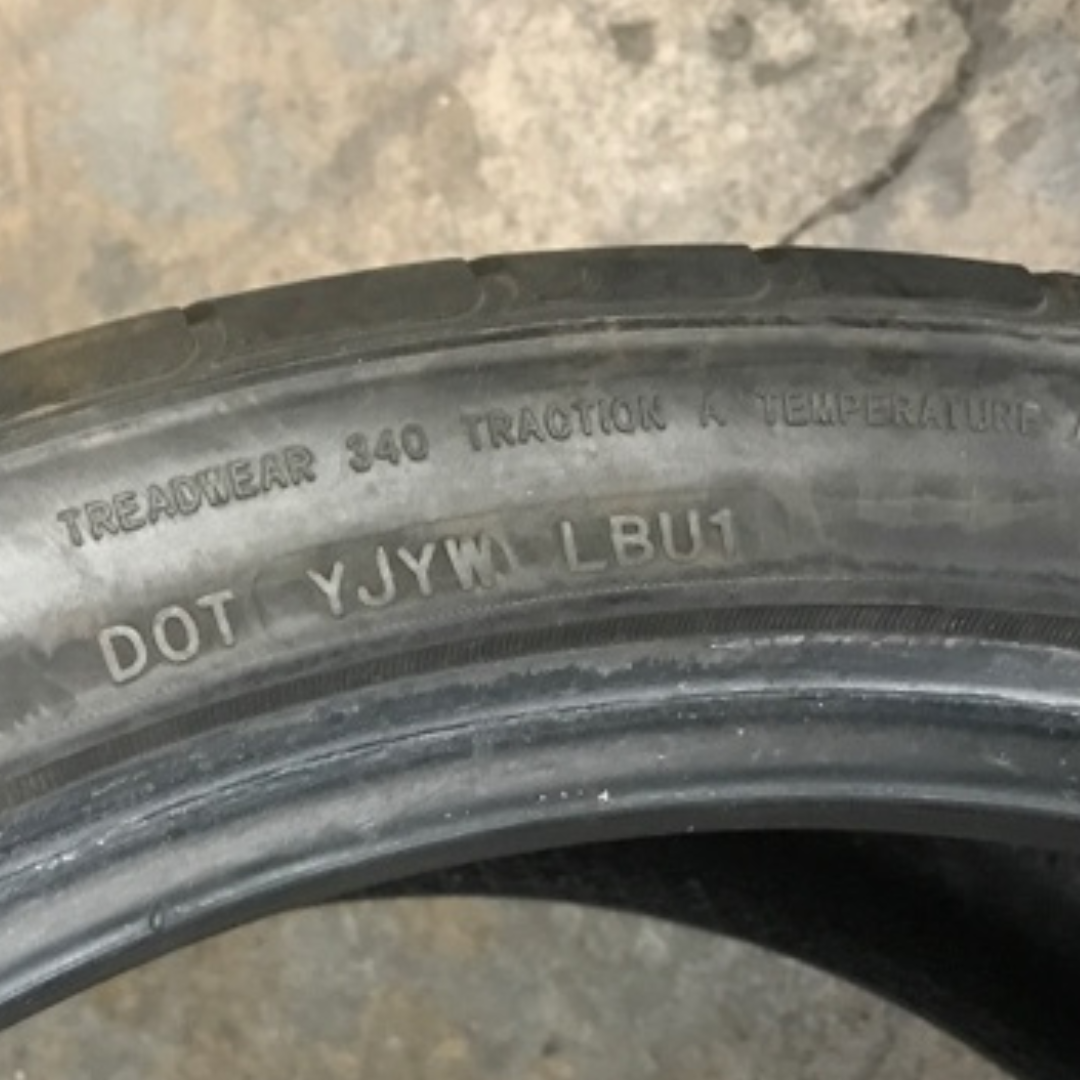 TREADWEAR 340 TRACTION A TEMPERATURE A
DOT YJYW LBU1